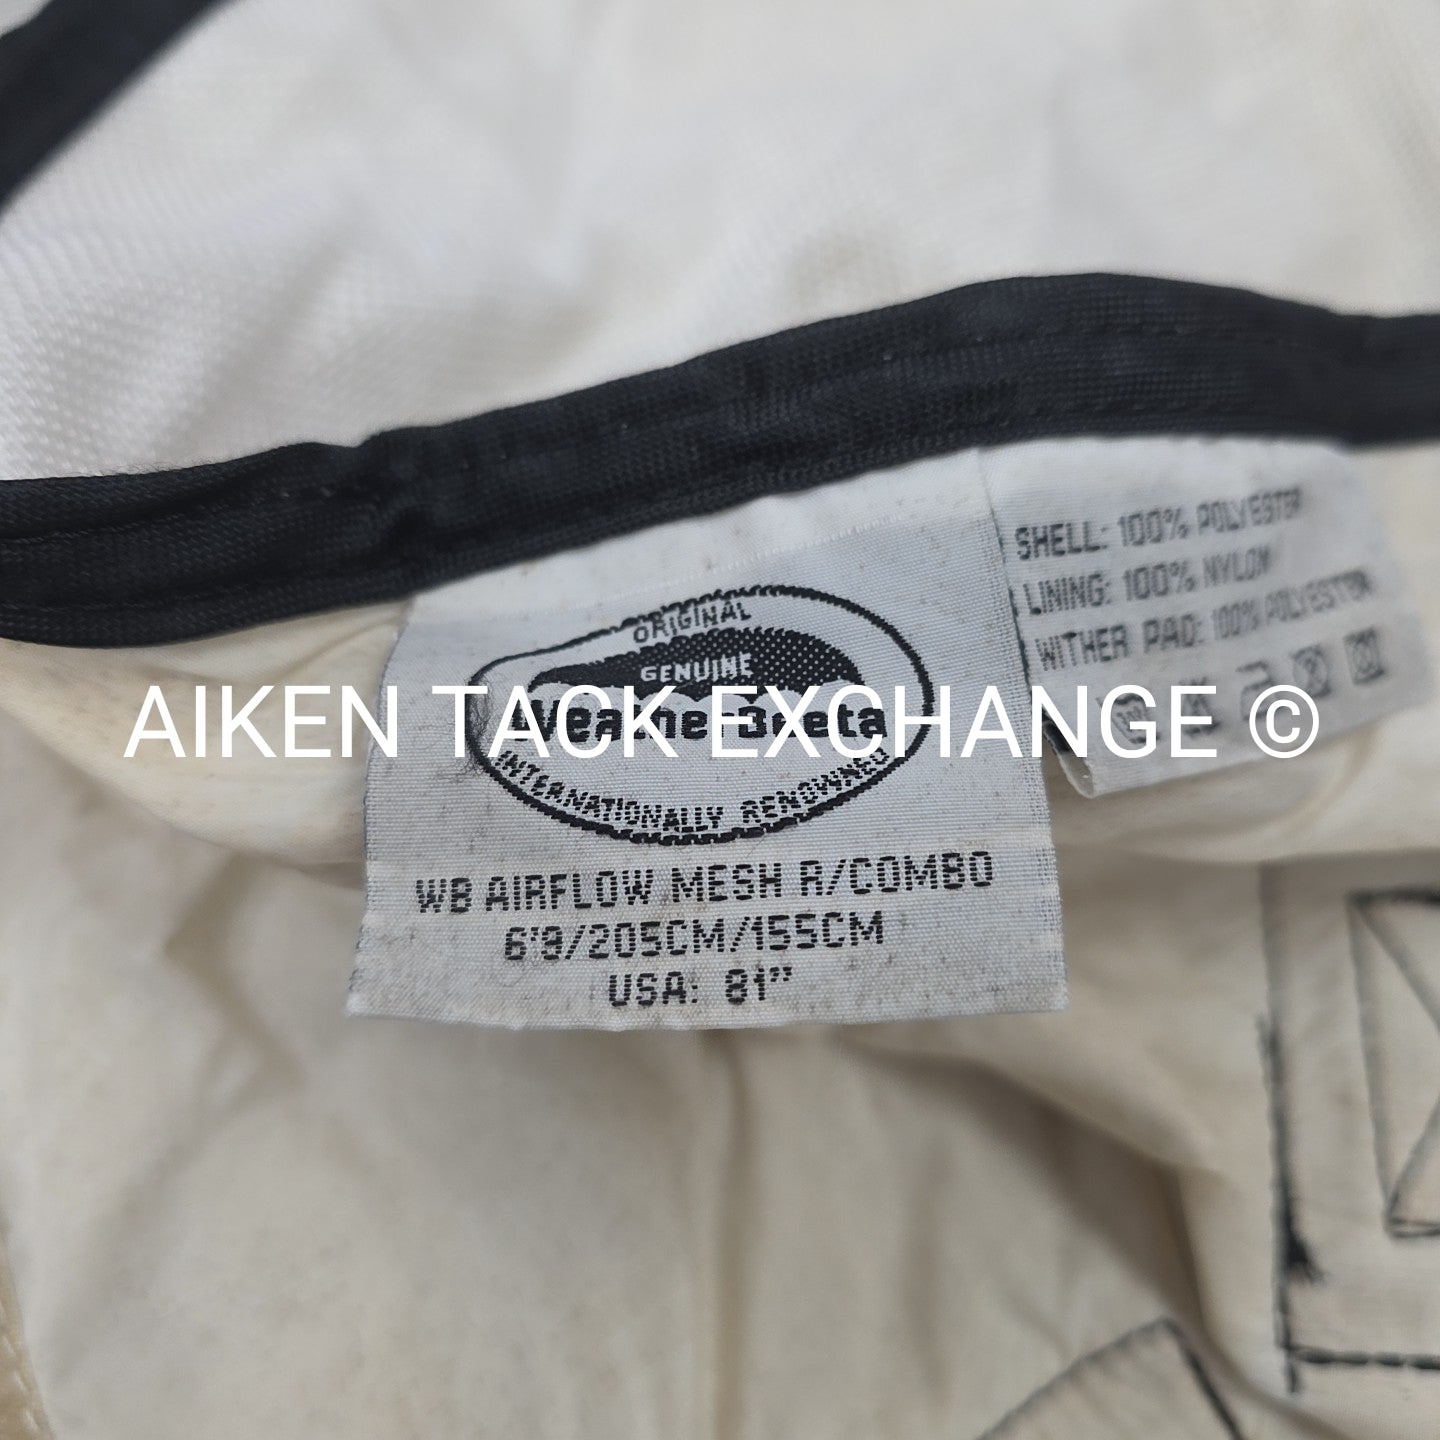 SHELL: 100% POLYESTER
LINING: 100% NYLON
WITHER PAD: 100% POLYESTER
ORIGINAL
GENUINE
WeatherBeeta
INTERNATIONALLY RENOWNED
AIKEN TACK EXCHANGE ©
WB AIRFLOW MESH R/COMBO
6'9/205CM/155CM
USA: 81"